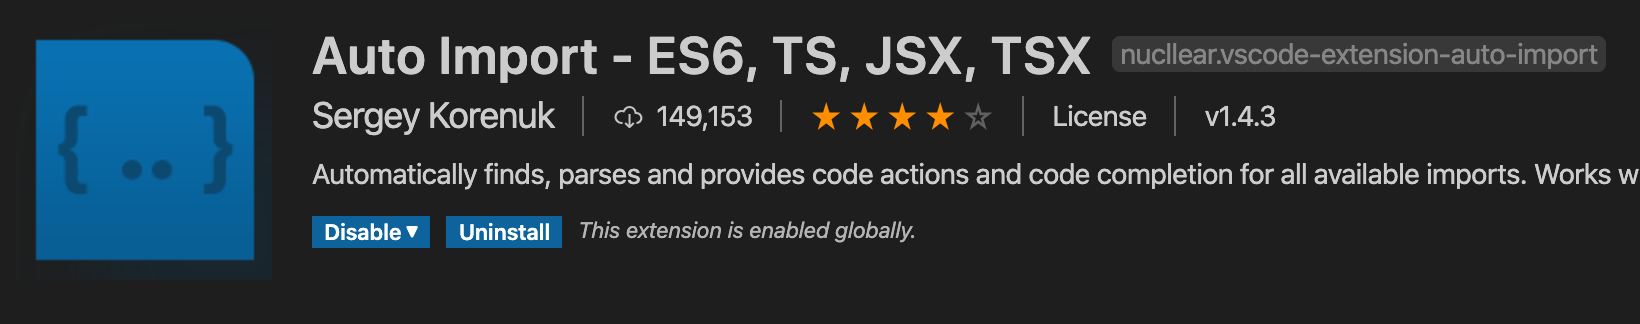 Auto Import - ES6, TS, JSX, TSX nucllear.vscode-extension-auto-import
Sergey Korenuk 149,153 License v1.4.3
Automatically finds, parses and provides code actions and code completion for all available imports. Works w
Disable Uninstall This extension is enabled globally.
{ .. }